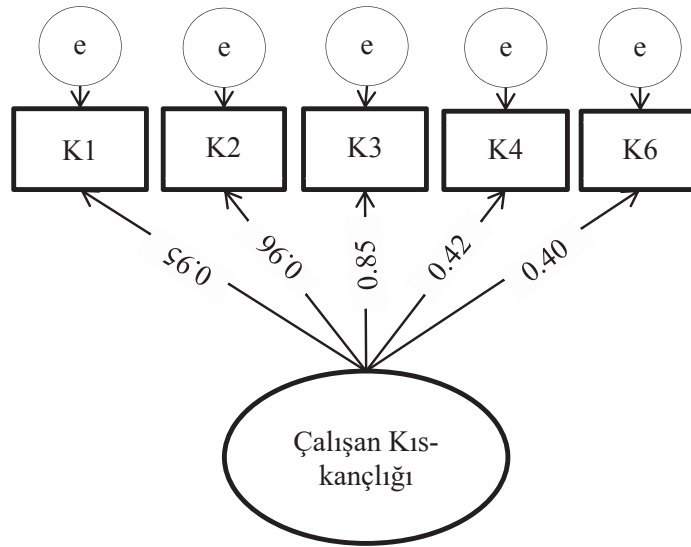 e e e e e
K1 K2 K3 K4 K6
0.95 0.96 0.85 0.42 0.40
Çalışan Kıs-
kançlığı